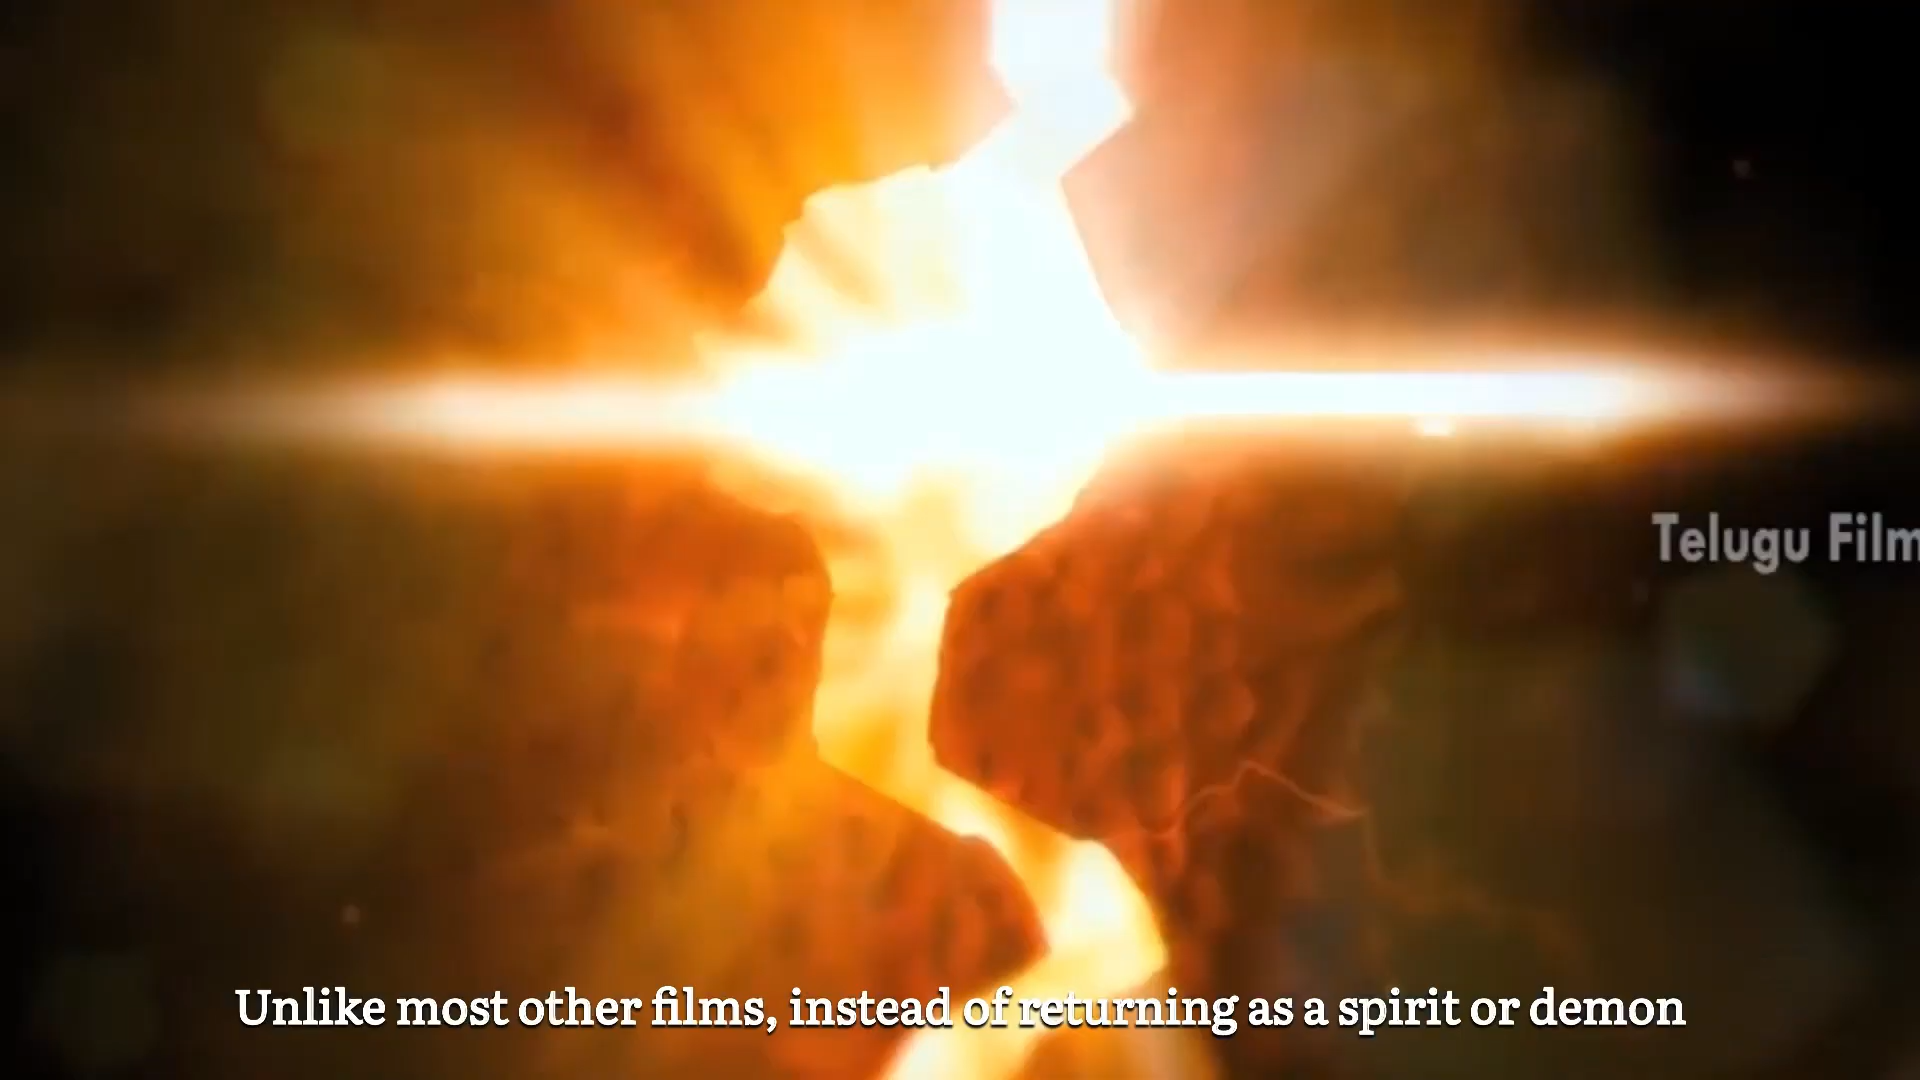 Telugu Film
Unlike most other films, instead of returning as a spirit or demon